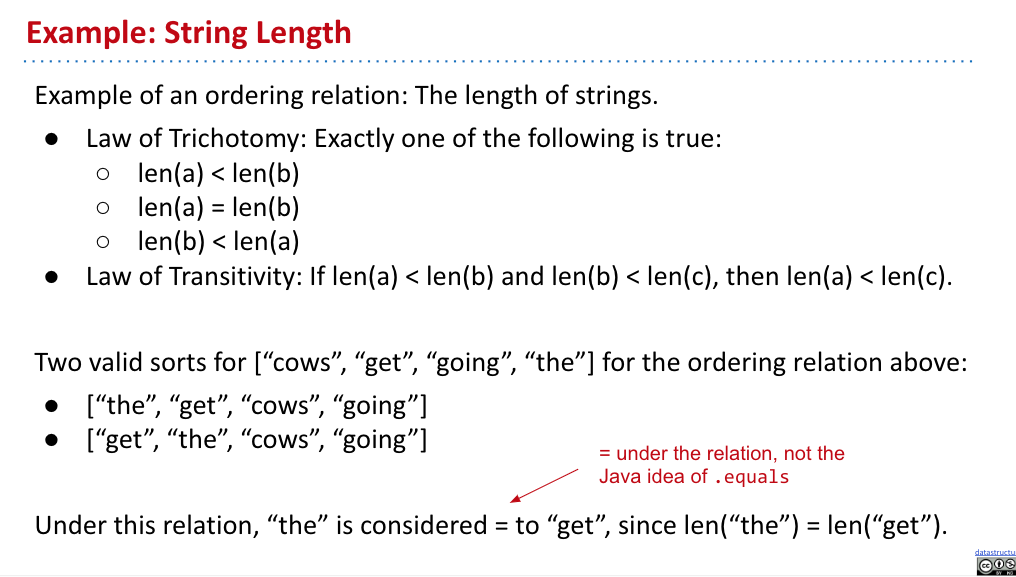 Example: String Length
Example of an ordering relation: The length of strings.
● Law of Trichotomy: Exactly one of the following is true:
○ len(a) < len(b)
○ len(a) = len(b)
○ len(b) < len(a)
● Law of Transitivity: If len(a) < len(b) and len(b) < len(c), then len(a) < len(c).
Two valid sorts for [“cows”, “get”, “going”, “the”] for the ordering relation above:
● [“the”, “get”, “cows”, “going”]
● [“get”, “the”, “cows”, “going”]
= under the relation, not the
Java idea of .equals
Under this relation, “the” is considered = to “get”, since len(“the”) = len(“get”).
datastructu
cc
BY NC